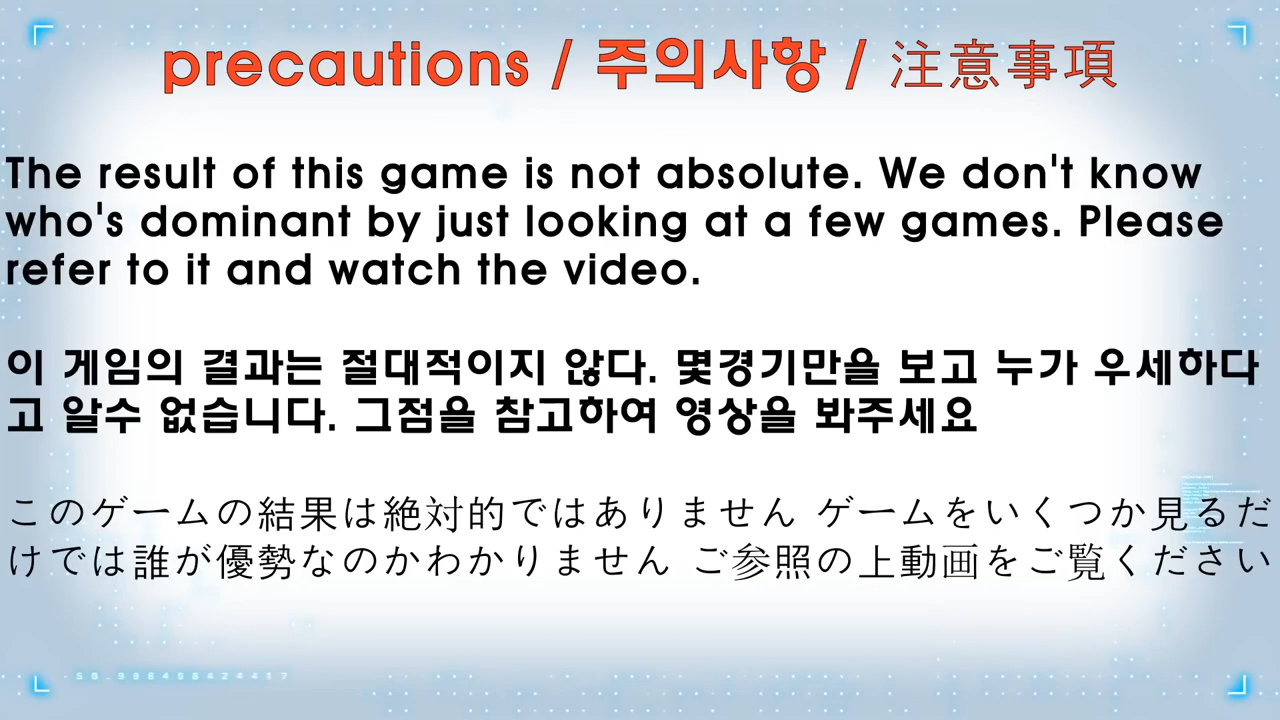 precautions / 주의사항 / 注意事項
The result of this game is not absolute. We don't know
who's dominant by just looking at a few games. Please
refer to it and watch the video.
이 게임의 결과는 절대적이지 않다. 몇경기만을 보고 누가 우세하다
고 알수 없습니다. 그점을 참고하여 영상을 봐주세요
このゲームの結果は絶対的ではありません ゲームをいくつか見るだ
けでは誰が優勢なのかわかりません ご参照の上動画をご覧ください